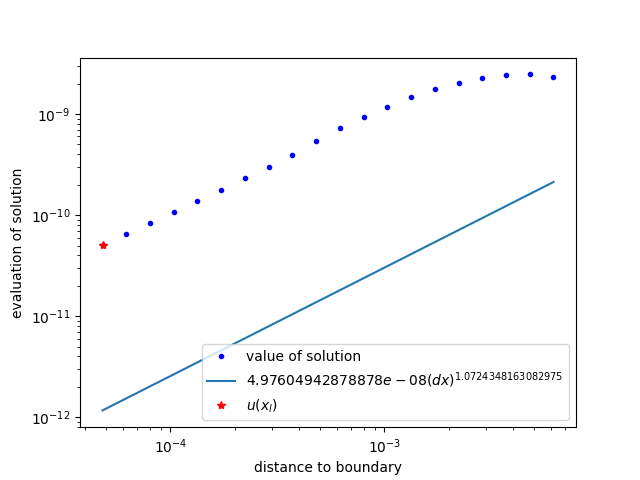 10⁻⁹
10⁻¹⁰
10⁻¹¹
10⁻¹²
evaluation of solution
value of solution
4.97604942878878e − 08(dx)^1.0724348163082975
u(x_l)
10⁻⁴ 10⁻³
distance to boundary